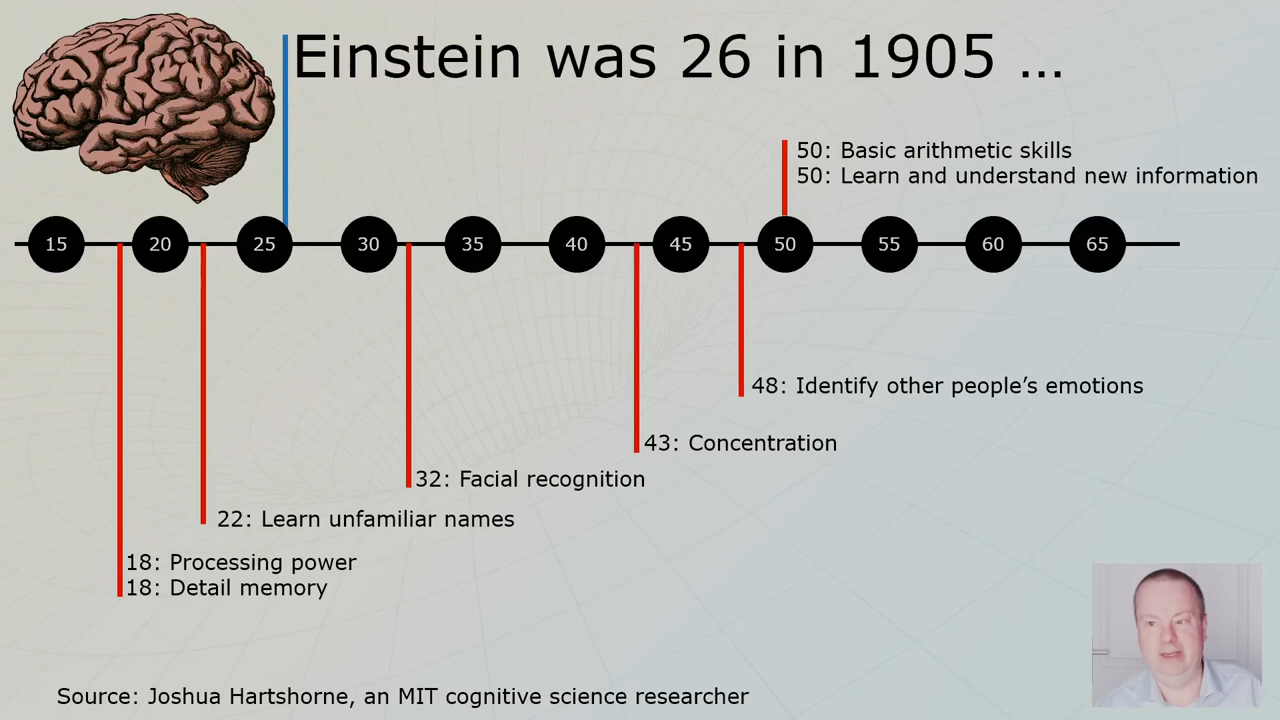 Einstein was 26 in 1905 ...
50: Basic arithmetic skills
50: Learn and understand new information
15 20 25 30 35 40 45 50 55 60 65
48: Identify other people’s emotions
43: Concentration
32: Facial recognition
22: Learn unfamiliar names
18: Processing power
18: Detail memory
Source: Joshua Hartshorne, an MIT cognitive science researcher